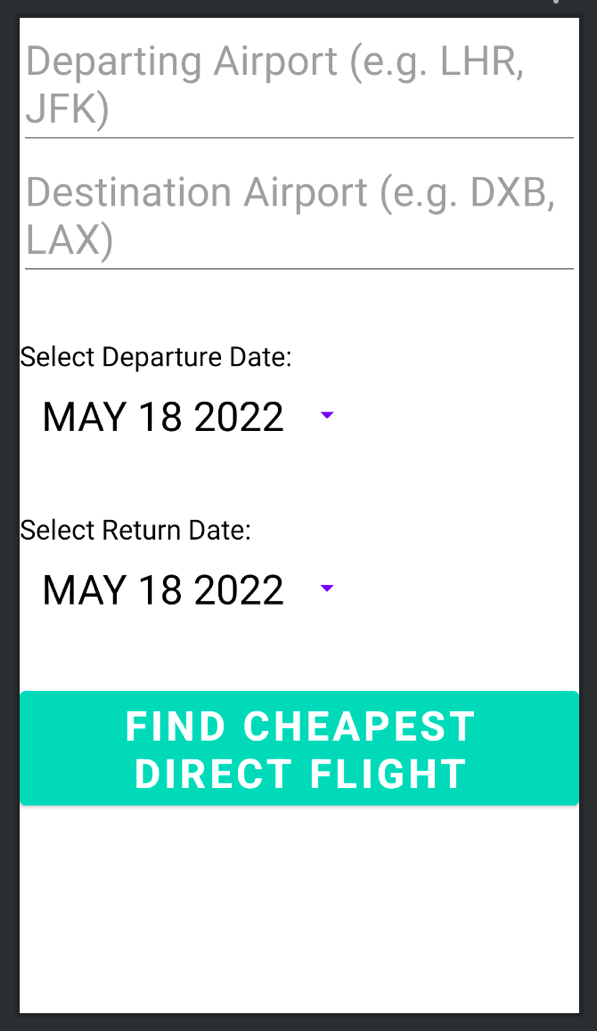 Departing Airport (e.g. LHR,
JFK)
Destination Airport (e.g. DXB,
LAX)
Select Departure Date:
MAY 18 2022
Select Return Date:
MAY 18 2022
FIND CHEAPEST
DIRECT FLIGHT